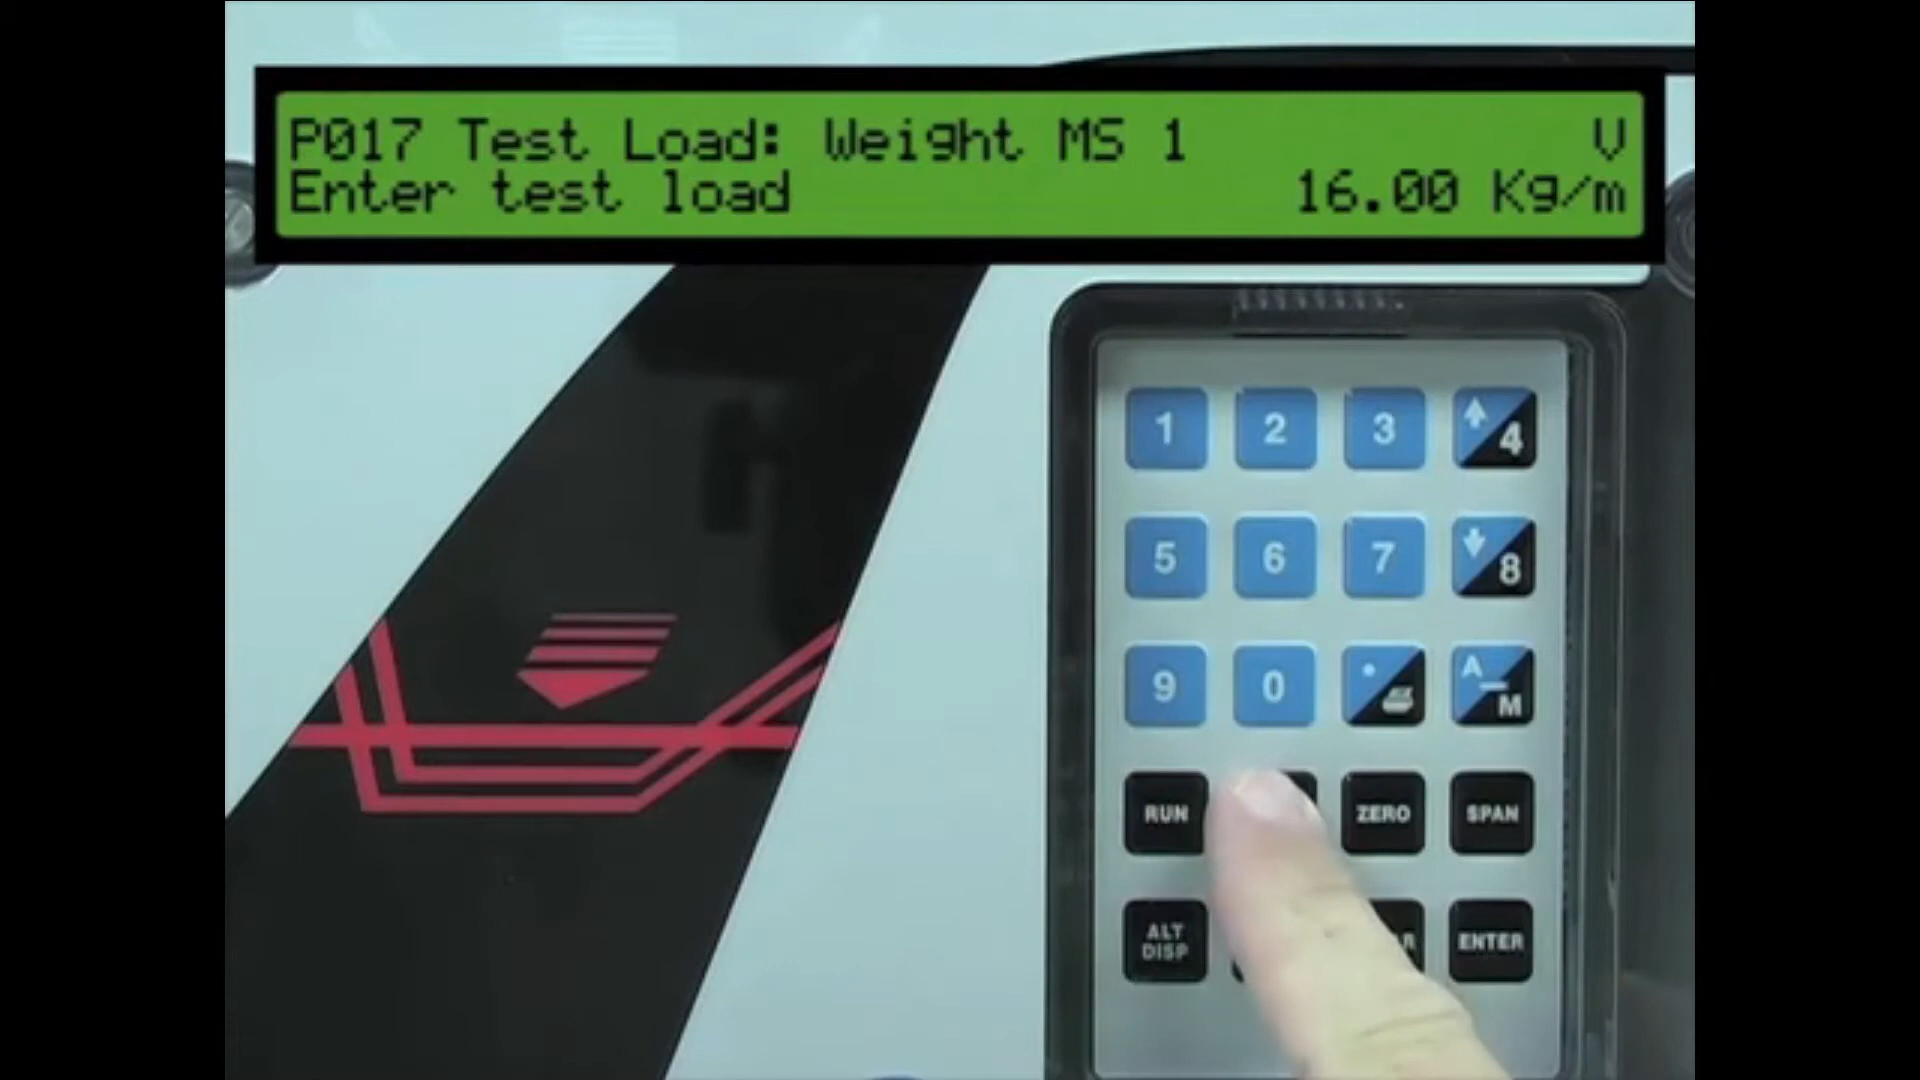 P017 Test Load: Weight MS 1 V
Enter test load 16.00 Kg/m
1 2 3 4
5 6 7 8
9 0 . A M
RUN ZERO SPAN
ALT DISP ENTER